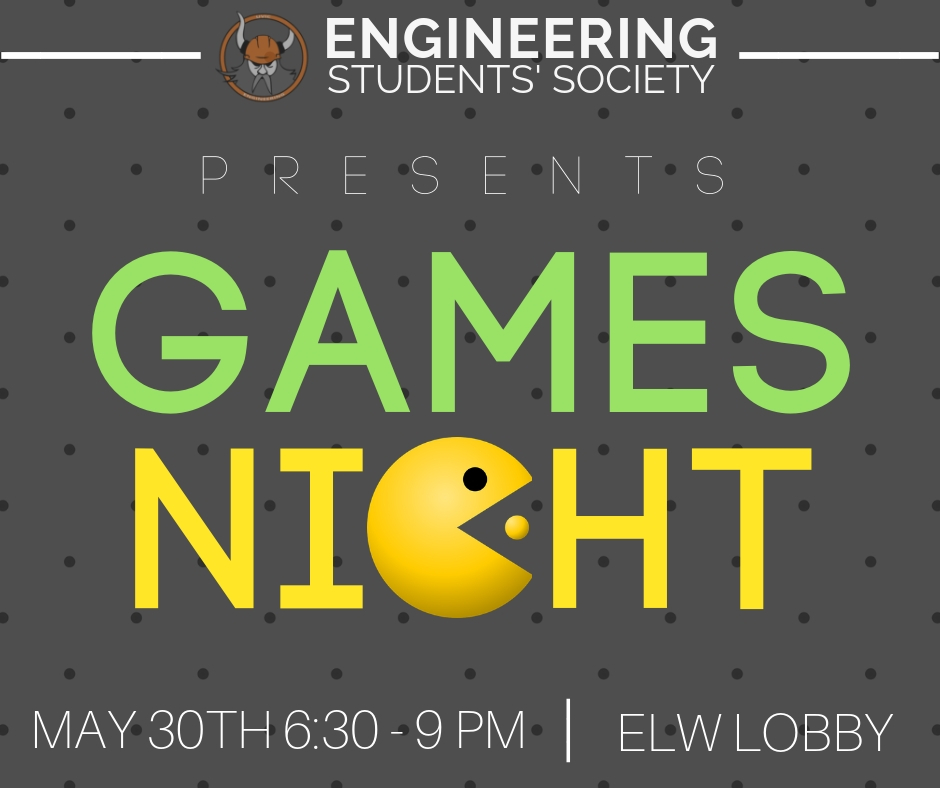 ENGINEERING
STUDENTS' SOCIETY
PRESENTS
GAMES
NIGHT
MAY 30TH 6:30 - 9 PM | ELW LOBBY